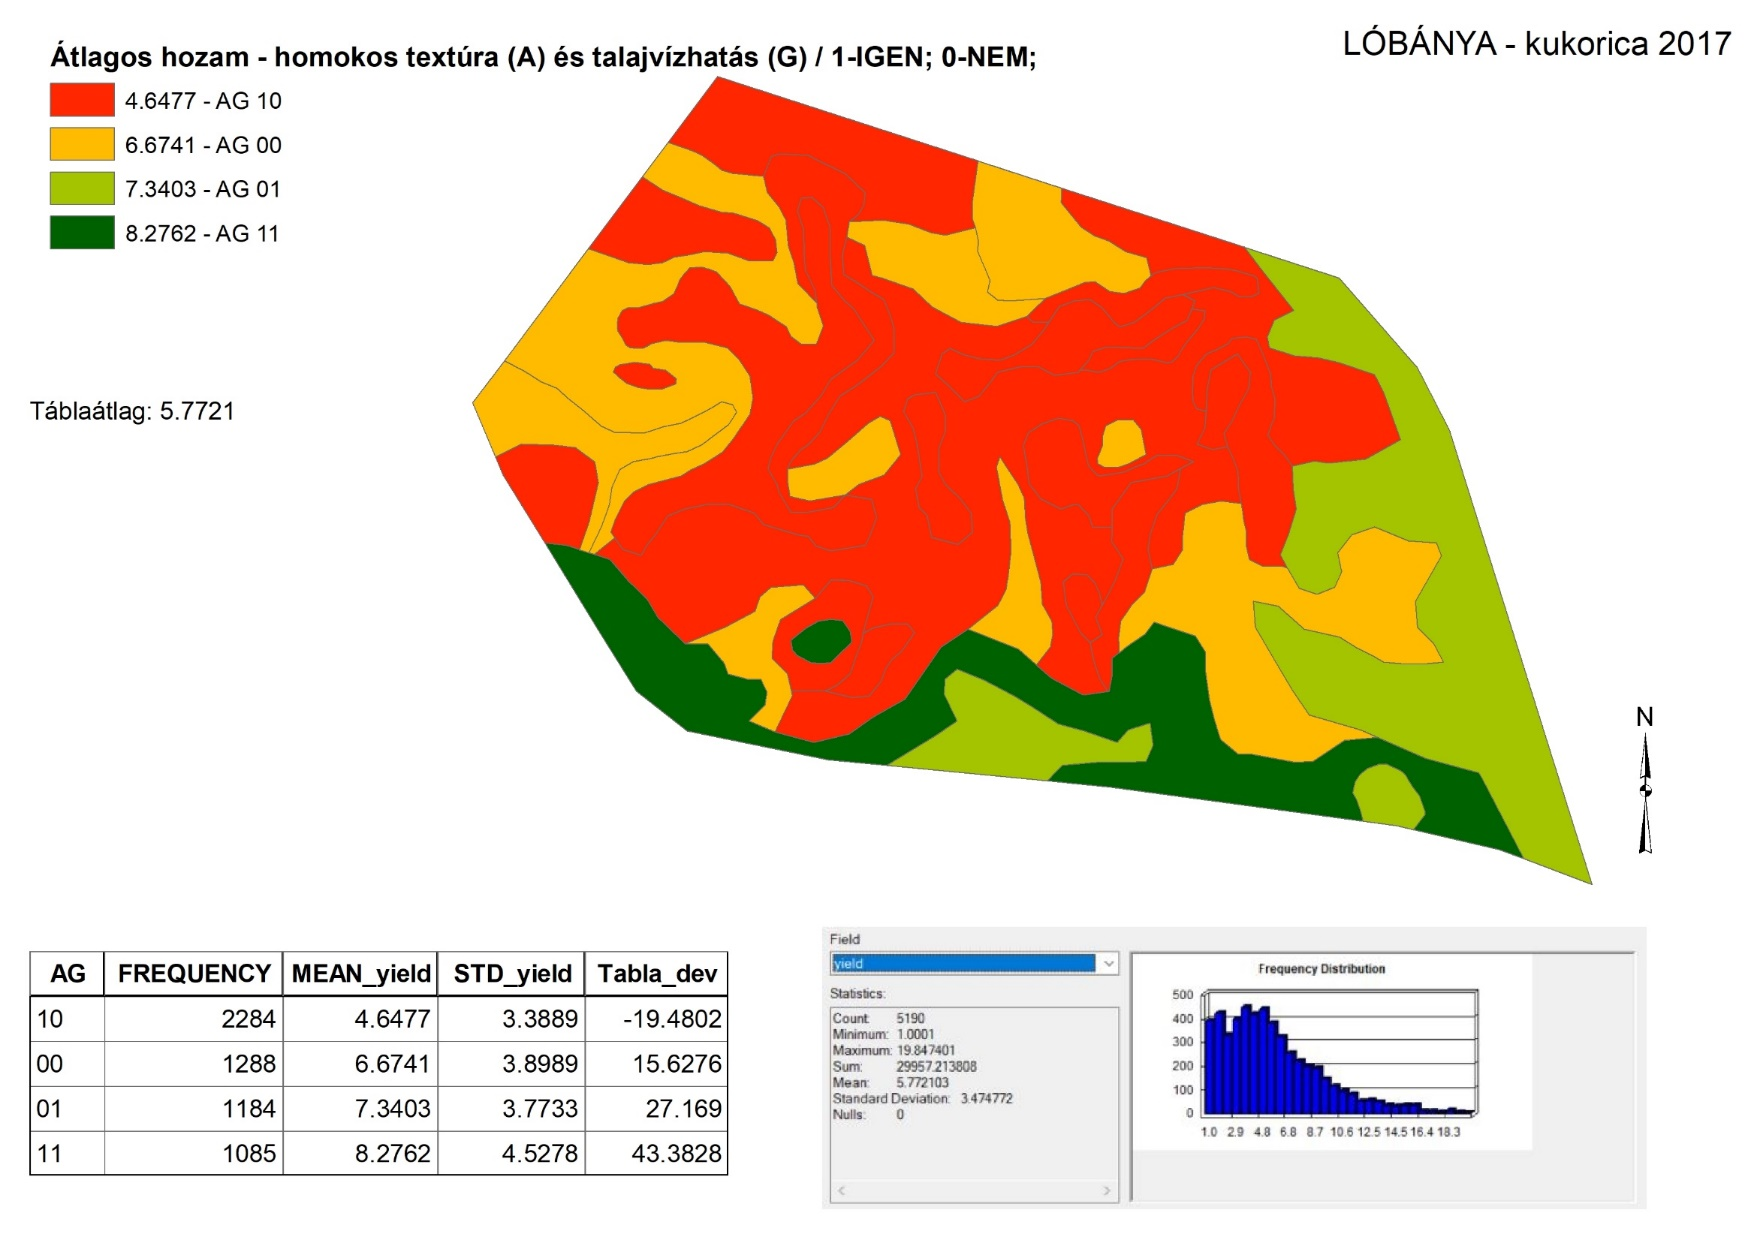 LÓBÁNYA - kukorica 2017
Átlagos hozam - homokos textúra (A) és talajvízhatás (G) / 1-IGEN; 0-NEM;
4.6477 - AG 10
6.6741 - AG 00
7.3403 - AG 01
8.2762 - AG 11
Táblaátlag: 5.7721
N
AG FREQUENCY MEAN_yield STD_yield Tabla_dev
10 2284 4.6477 3.3889 -19.4802
00 1288 6.6741 3.8989 15.6276
01 1184 7.3403 3.7733 27.169
11 1085 8.2762 4.5278 43.3828
Field
yield
Statistics:
Count: 5190
Minimum: 1.0001
Maximum: 19.847401
Sum: 29957.213808
Mean: 5.772103
Standard Deviation: 3.474772
Nulls: 0
Frequency Distribution
500
400
300
200
100
0
1.0 2.9 4.8 6.8 8.7 10.6 12.5 14.5 16.4 18.3